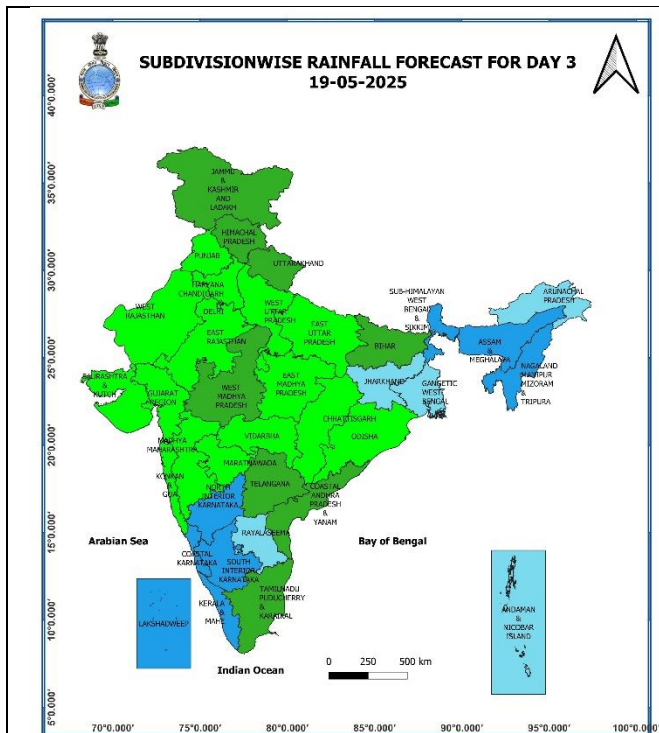 SUBDIVISIONWISE RAINFALL FORECAST FOR DAY 3
19-05-2025
40°0.000'
35°0.000'
30°0.000'
25°0.000'
20°0.000'
15°0.000'
10°0.000'
5°0.000'
JAMMU
&
KASHMIR
AND
LADAKH
HIMACHAL
PRADESH
PUNJAB
UTTARAKHAND
HARYANA
CHANDIGARH
&
DELHI
WEST
RAJASTHAN
EAST
RAJASTHAN
WEST
UTTAR
PRADESH
EAST
UTTAR
PRADESH
SUB-HIMALAYAN
WEST
BENGAL
&
SIKKIM
ARUNACHAL
PRADESH
ASSAM
&
MEGHALAYA
NAGALAND
MANIPUR
MIZORAM
&
TRIPURA
BIHAR
JHARKHAND
GANGETIC
WEST
BENGAL
SAURASHTRA
&
KUTCH
GUJARAT
REGION
WEST
MADHYA
PRADESH
EAST
MADHYA
PRADESH
CHHATTISGARH
ODISHA
VIDARBHA
MADHYA
MAHARASHTRA
MARATHAWADA
KONKAN
&
GOA
TELANGANA
COASTAL
ANDHRA
PRADESH
&
YANAM
NORTH
INTERIOR
KARNATAKA
RAYALASEEMA
Arabian Sea
Bay of Bengal
COASTAL
KARNATAKA
SOUTH
INTERIOR
KARNATAKA
TAMILNADU
PUDUCHERRY
&
KARAIKAL
KERALA
&
MAHE
LAKSHADWEEP
ANDAMAN
&
NICOBAR
ISLAND
Indian Ocean
0 250 500 km
70°0.000' 75°0.000' 80°0.000' 85°0.000' 90°0.000' 95°0.000' 100°0.000'